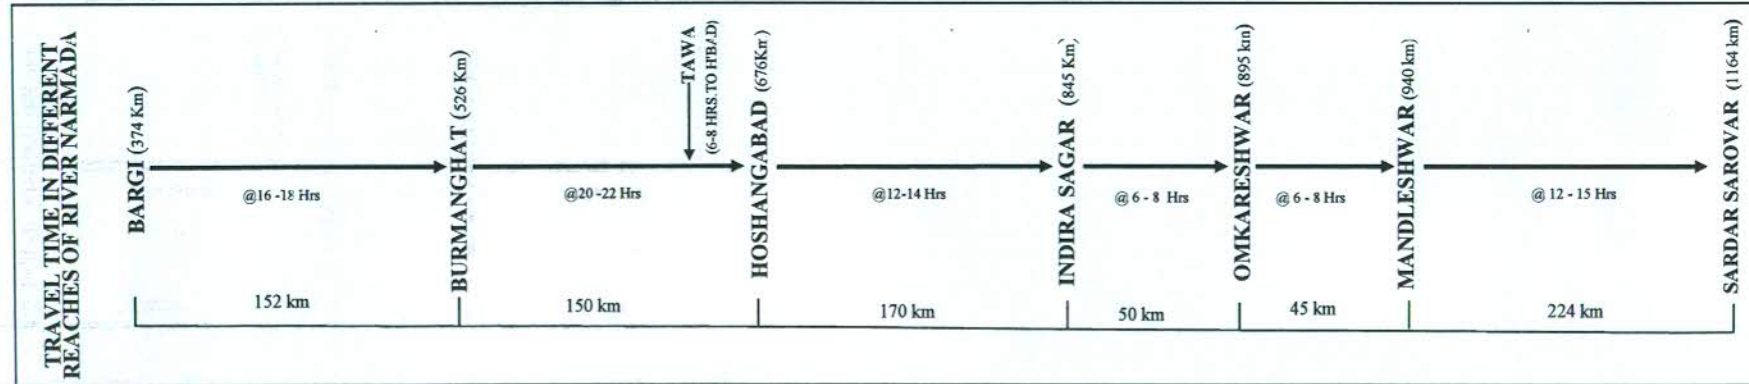 TRAVEL TIME IN DIFFERENT
REACHES OF RIVER NARMADA
BARGI (374 Km)
@16 -18 Hrs
BURMANGHAT (526 Km)
@20 -22 Hrs
TAWA
(6-8 HRS. TO H'BAD)
HOSHANGABAD (676Km)
@12-14 Hrs
INDIRA SAGAR (845 Km)
@ 6 - 8 Hrs
OMKARESHWAR (895 km)
@ 6 - 8 Hrs
MANDLESHWAR (940 km)
@ 12 - 15 Hrs
SARDAR SAROVAR (1164 km)
152 km
150 km
170 km
50 km
45 km
224 km